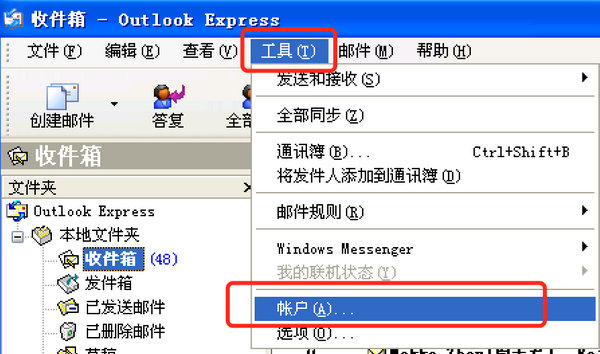 收件箱 - Outlook Express
文件(F) 编辑(E) 查看(V) 工具(T) 邮件(M) 帮助(H)
发送和接收(S)
全部同步(Z)
通讯簿(B)... Ctrl+Shift+B
将发件人添加到通讯簿(D)
邮件规则(R)
Windows Messenger
我的联机状态(Y)
帐户(A)...
选项(O)...
创建邮件 答复 全部
收件箱
文件夹
Outlook Express
本地文件夹
收件箱 (48)
发件箱
已发送邮件
已删除邮件
草稿